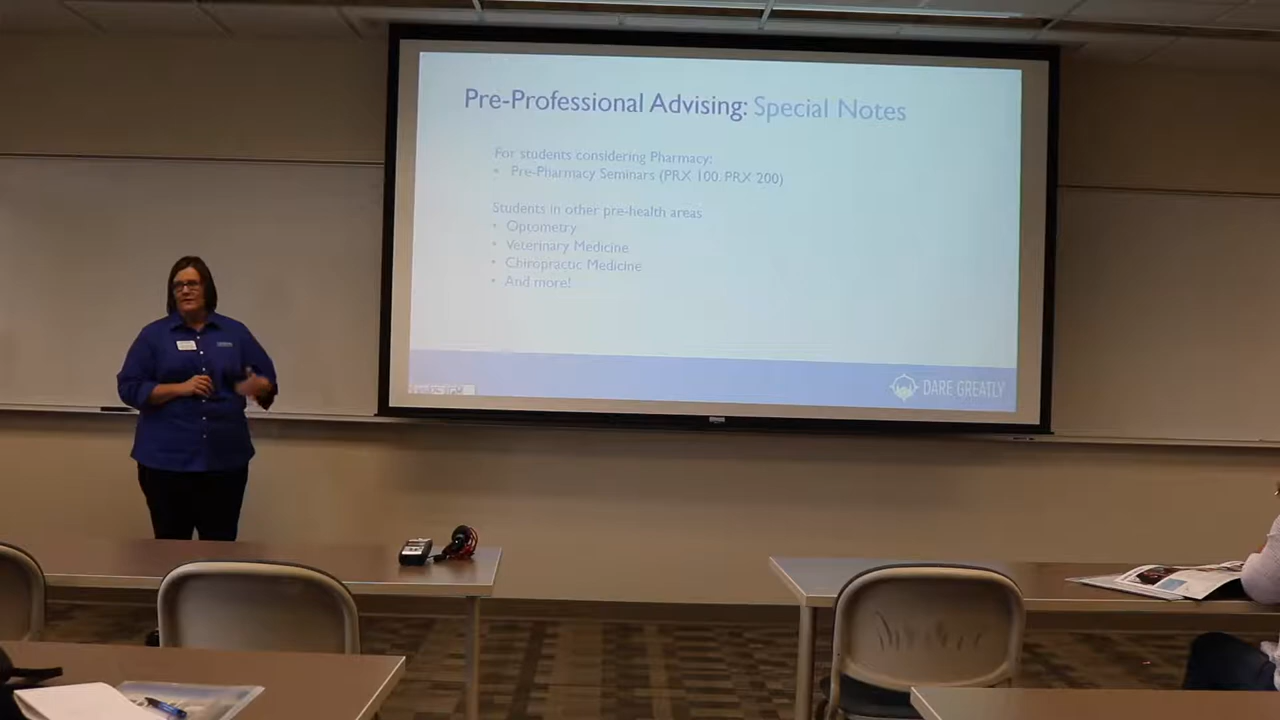 Pre-Professional Advising: Special Notes
For students considering Pharmacy:
• Pre-Pharmacy Seminars (PRX 100, PRX 200)
Students in other pre-health areas
• Optometry
• Veterinary Medicine
• Chiropractic Medicine
• And more!
DARE GREATLY